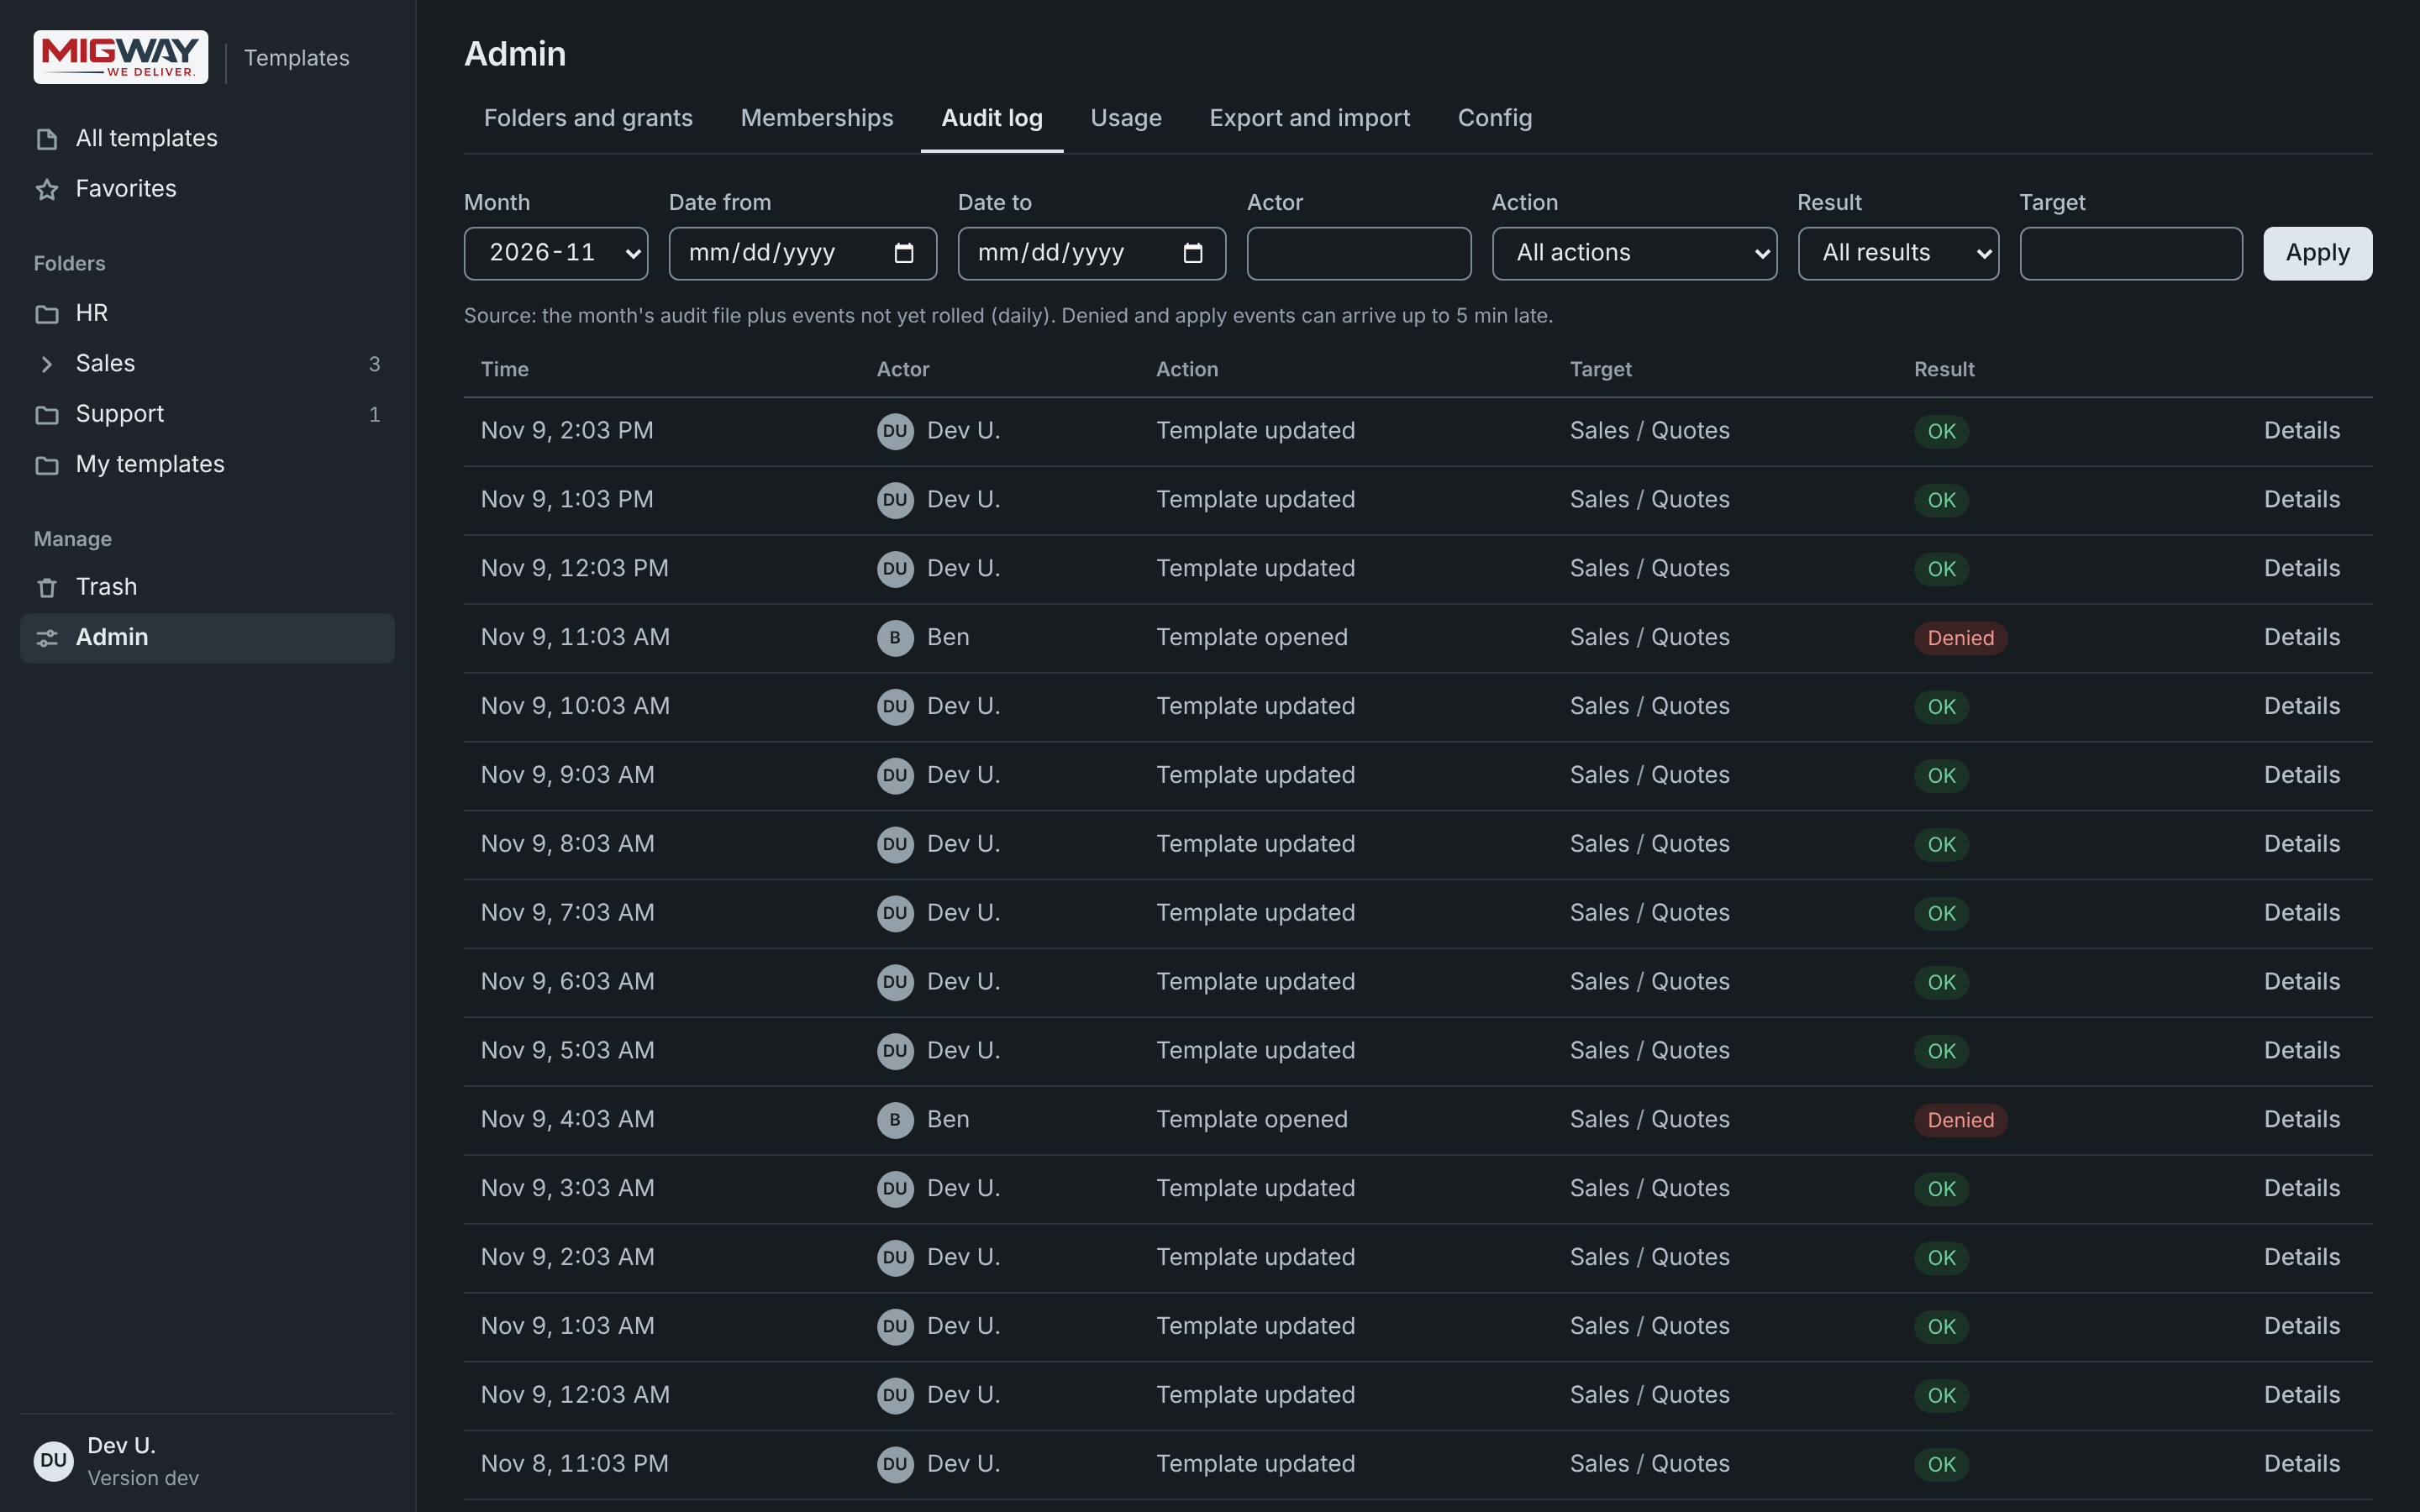 MIGWAY
WE DELIVER.
Templates
All templates
Favorites
Folders
HR
Sales 3
Support 1
My templates
Manage
Trash
Admin
DU
Dev U.
Version dev
Admin
Folders and grants Memberships Audit log Usage Export and import Config
Month Date from Date to Actor Action Result Target
2026-11 mm/dd/yyyy mm/dd/yyyy All actions All results Apply
Source: the month's audit file plus events not yet rolled (daily). Denied and apply events can arrive up to 5 min late.
Time Actor Action Target Result
Nov 9, 2:03 PM DU Dev U. Template updated Sales / Quotes OK Details
Nov 9, 1:03 PM DU Dev U. Template updated Sales / Quotes OK Details
Nov 9, 12:03 PM DU Dev U. Template updated Sales / Quotes OK Details
Nov 9, 11:03 AM B Ben Template opened Sales / Quotes Denied Details
Nov 9, 10:03 AM DU Dev U. Template updated Sales / Quotes OK Details
Nov 9, 9:03 AM DU Dev U. Template updated Sales / Quotes OK Details
Nov 9, 8:03 AM DU Dev U. Template updated Sales / Quotes OK Details
Nov 9, 7:03 AM DU Dev U. Template updated Sales / Quotes OK Details
Nov 9, 6:03 AM DU Dev U. Template updated Sales / Quotes OK Details
Nov 9, 5:03 AM DU Dev U. Template updated Sales / Quotes OK Details
Nov 9, 4:03 AM B Ben Template opened Sales / Quotes Denied Details
Nov 9, 3:03 AM DU Dev U. Template updated Sales / Quotes OK Details
Nov 9, 2:03 AM DU Dev U. Template updated Sales / Quotes OK Details
Nov 9, 1:03 AM DU Dev U. Template updated Sales / Quotes OK Details
Nov 9, 12:03 AM DU Dev U. Template updated Sales / Quotes OK Details
Nov 8, 11:03 PM DU Dev U. Template updated Sales / Quotes OK Details